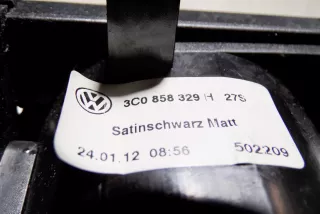 3C0 858 329 H 27S
Satinschwarz Matt
24.01.12 08:56 502209